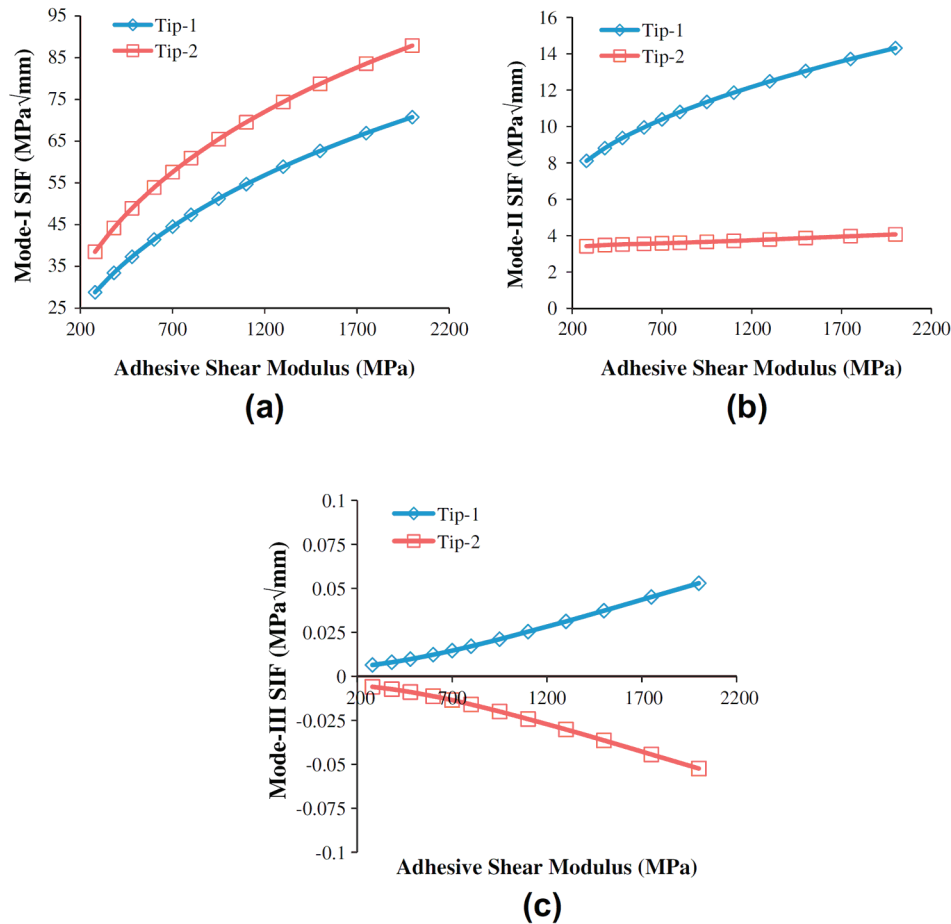 Tip-1
Tip-2
95
85
75
65
55
45
35
25
200 700 1200 1700 2200
Mode-I SIF (MPa√mm)
Adhesive Shear Modulus (MPa)
(a)
Tip-1
Tip-2
16
14
12
10
8
6
4
2
0
200 700 1200 1700 2200
Mode-II SIF (MPa√mm)
Adhesive Shear Modulus (MPa)
(b)
Tip-1
Tip-2
0.1
0.075
0.05
0.025
0
-0.025
-0.05
-0.075
-0.1
200 700 1200 1700 2200
Mode-III SIF (MPa√mm)
Adhesive Shear Modulus (MPa)
(c)